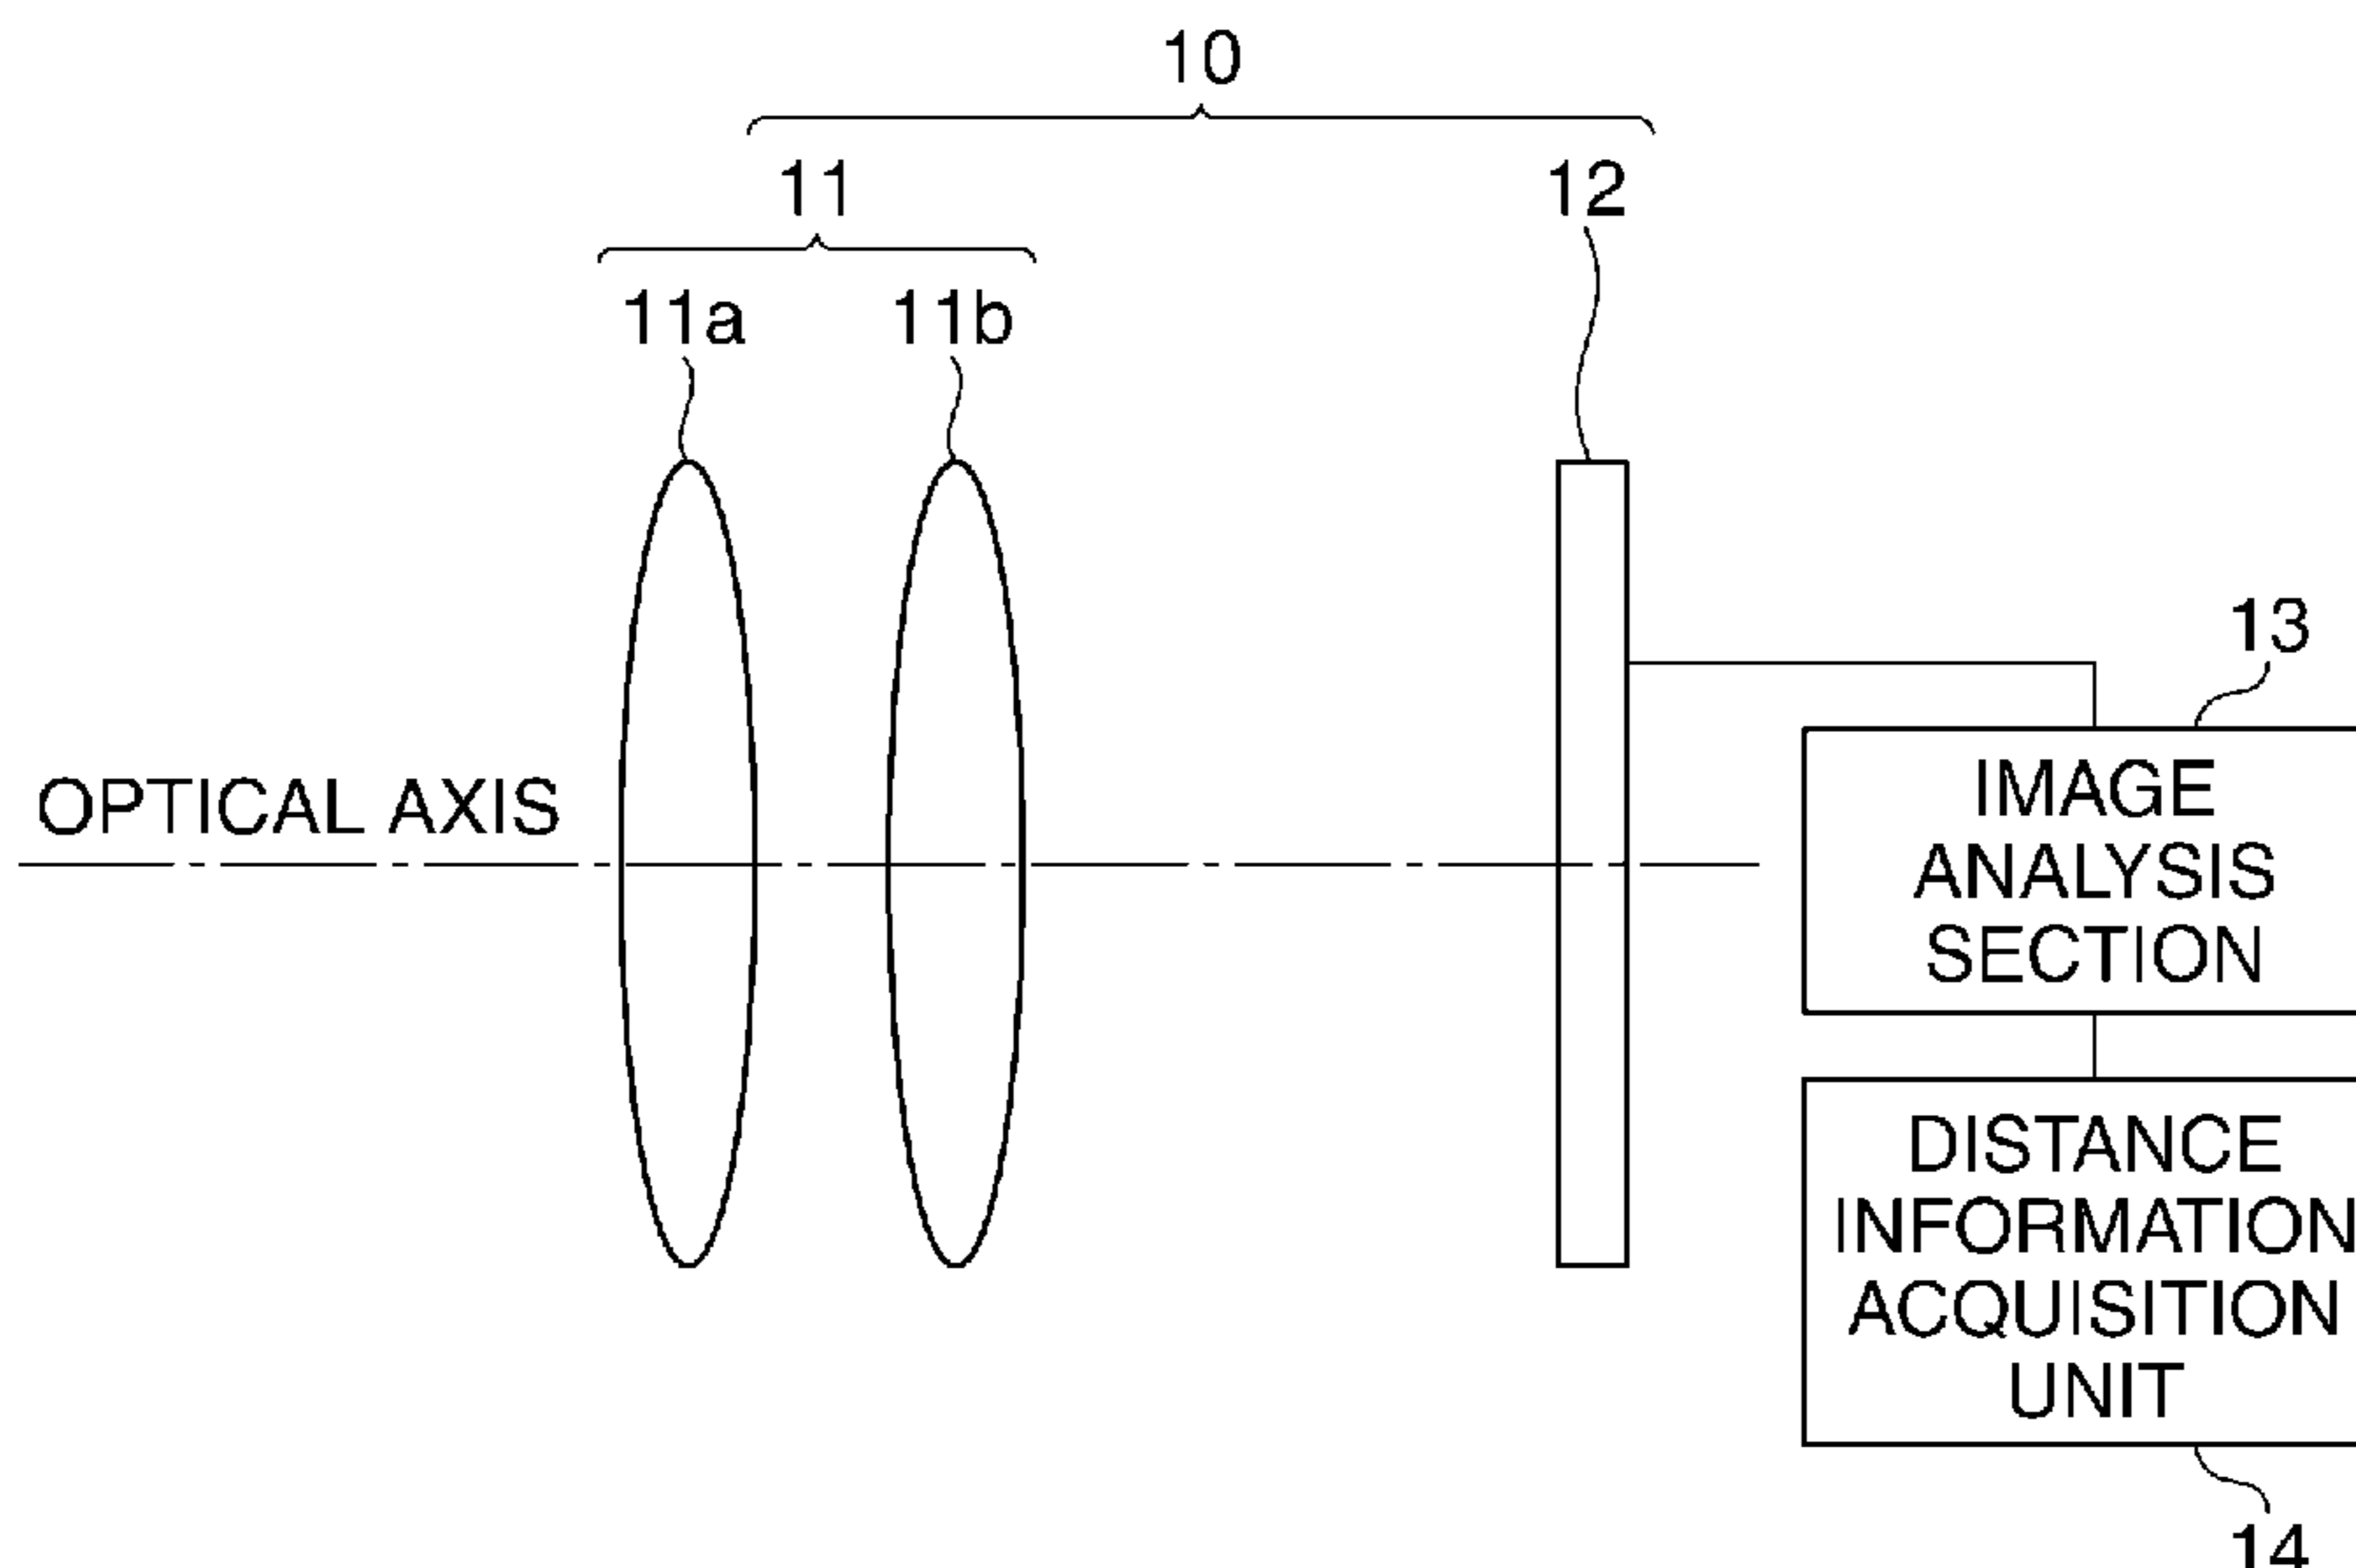 10
11
12
11a
11b
13
OPTICAL AXIS
IMAGE
ANALYSIS
SECTION
DISTANCE
INFORMATION
ACQUISITION
UNIT
14